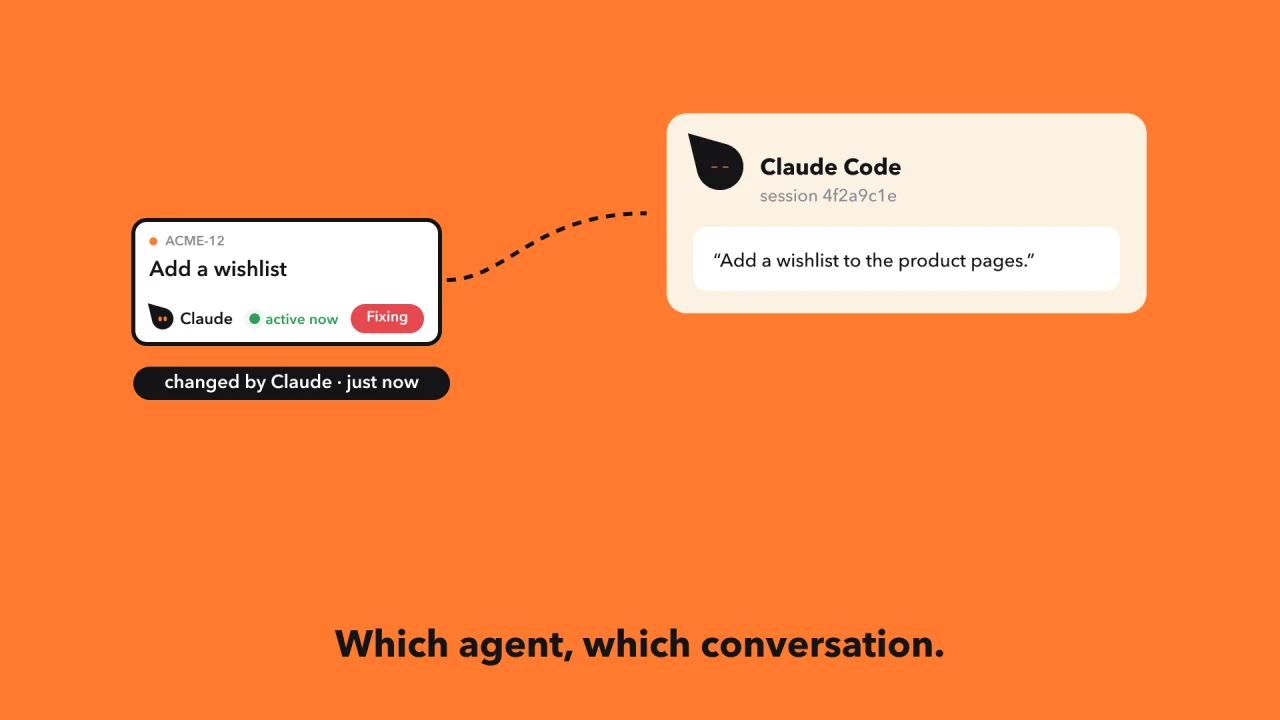 ACME-12
Add a wishlist
Claude active now Fixing
changed by Claude · just now
Claude Code
session 4f2a9c1e
“Add a wishlist to the product pages.”
Which agent, which conversation.